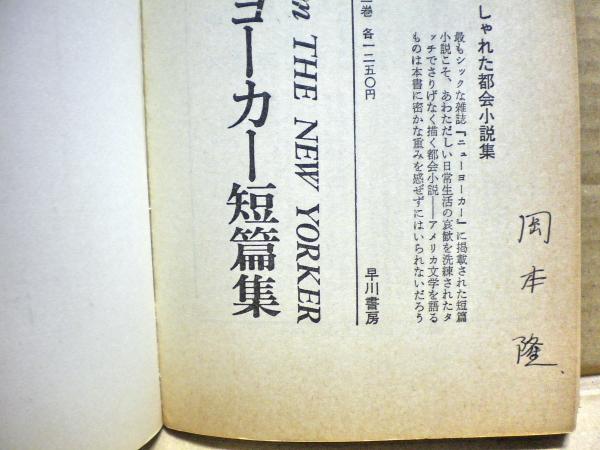 しゃれた都会小説集
最もシックな雑誌『ニューヨーカー』に掲載された短篇
小説こそ、あわただしい日常生活の哀歓を洗練されたタ
ッチでさりげなく描く都会小説――アメリカ文学を語る
ものは本書に密かな重みを感ぜずにはいられないだろう
早川書房
巻 各一二五〇円
THE NEW YORKER
ヨーカー短篇集
岡本隆